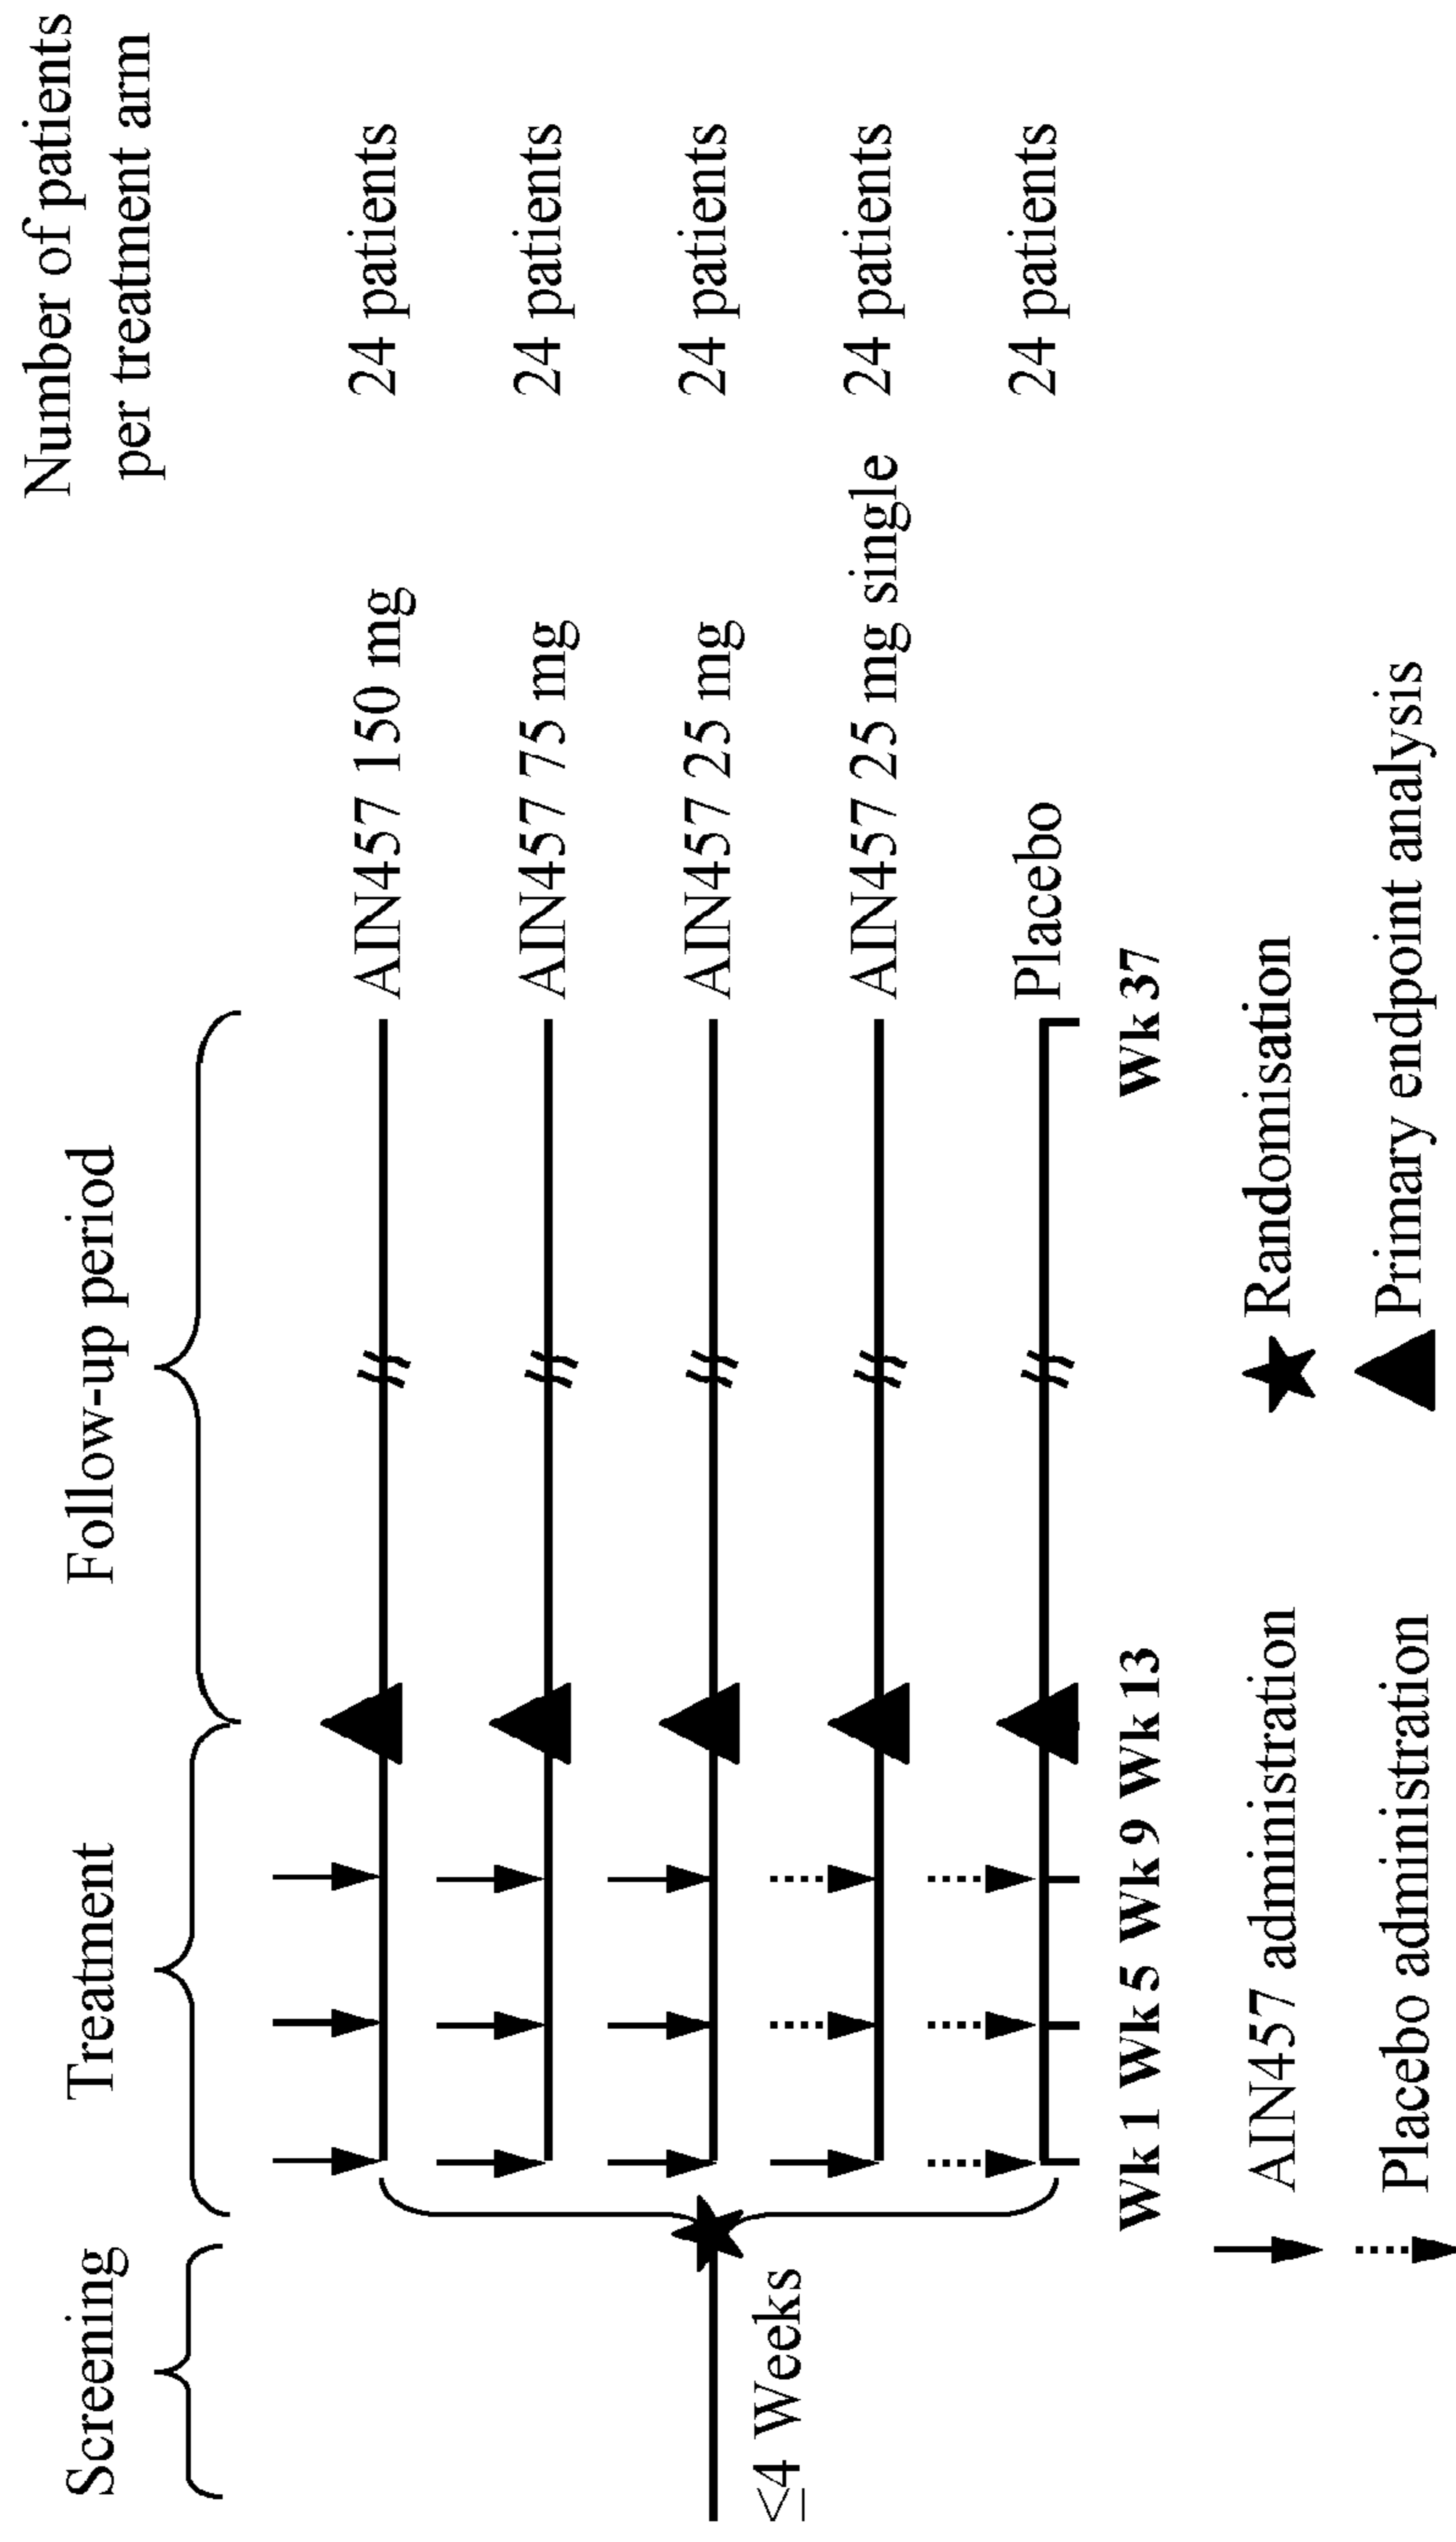 Number of patients
per treatment arm
Screening
Treatment
Follow-up period
AIN457 150 mg
24 patients
AIN457 75 mg
24 patients
AIN457 25 mg
24 patients
≤4 Weeks
AIN457 25 mg single
24 patients
Placebo
24 patients
Wk 1 Wk 5 Wk 9 Wk 13
Wk 37
AIN457 administration
Randomisation
Placebo administration
Primary endpoint analysis